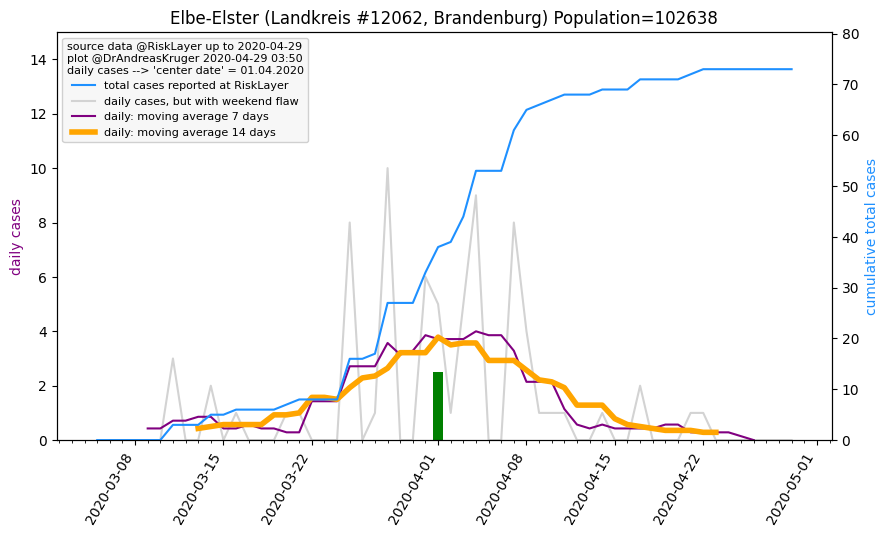 Elbe-Elster (Landkreis #12062, Brandenburg) Population=102638
source data @RiskLayer up to 2020-04-29
plot @DrAndreasKruger 2020-04-29 03:50
daily cases --> 'center date' = 01.04.2020
total cases reported at RiskLayer
daily cases, but with weekend flaw
daily: moving average 7 days
daily: moving average 14 days
daily cases
14
12
10
8
6
4
2
0
cumulative total cases
80
70
60
50
40
30
20
10
0
2020-03-08
2020-03-15
2020-03-22
2020-04-01
2020-04-08
2020-04-15
2020-04-22
2020-05-01